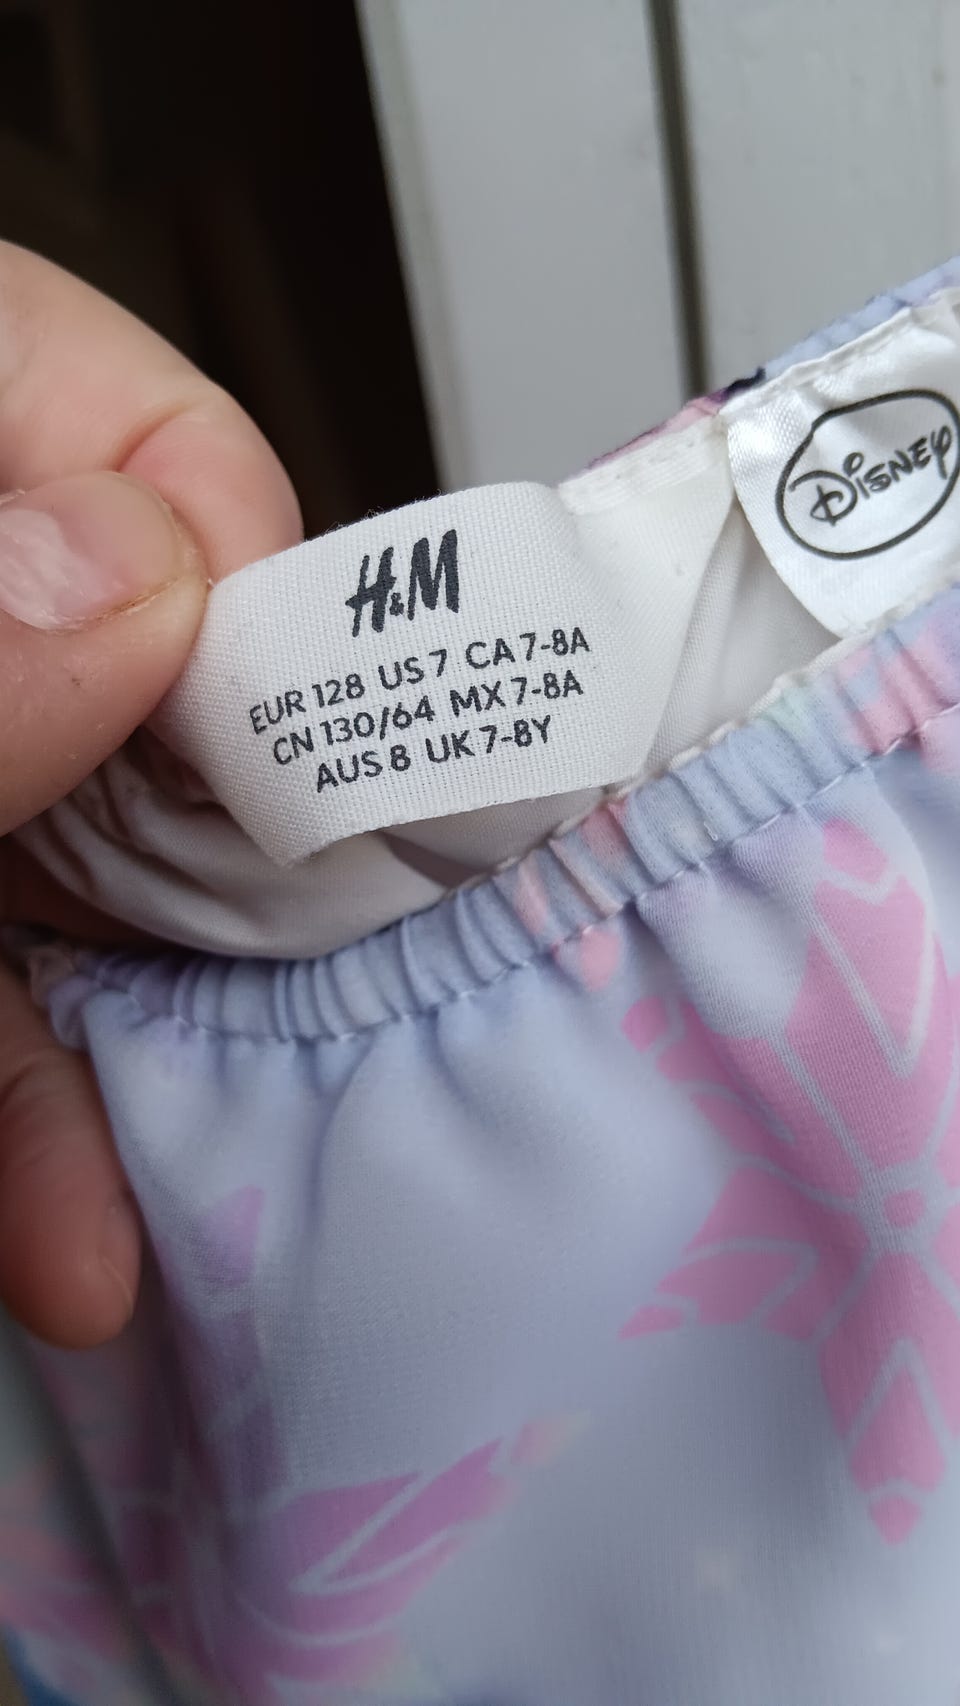 H&M
EUR 128 US 7 CA 7-8A
CN 130/64 MX 7-8A
AUS 8 UK 7-8Y
DISNEY